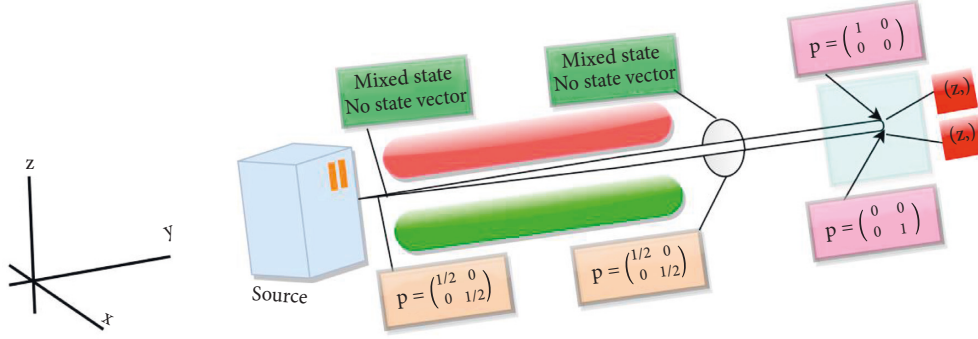 z
y
x
Source
Mixed state
No state vector
Mixed state
No state vector
p = (1/2 0
0 1/2)
p = (1/2 0
0 1/2)
p = (1 0
0 0)
(z,)
(z,)
p = (0 0
0 1)